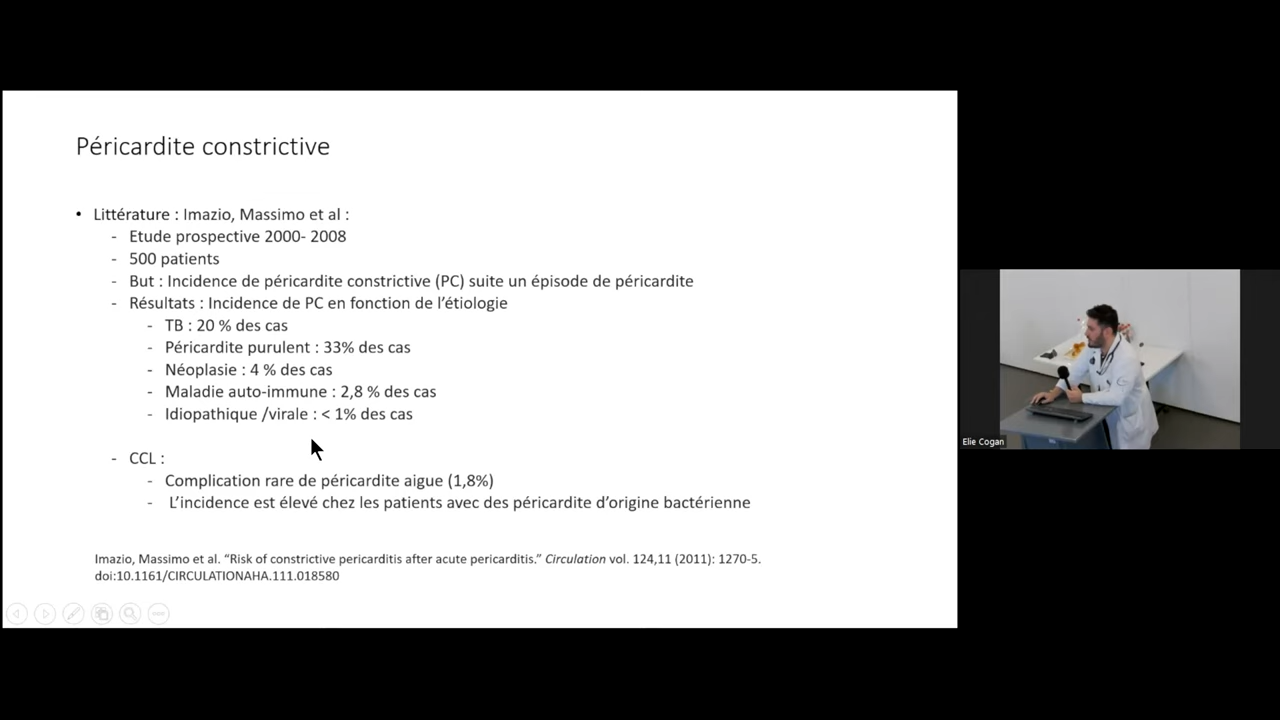 Péricardite constrictive
• Littérature : Imazio, Massimo et al :
- Etude prospective 2000- 2008
- 500 patients
- But : Incidence de péricardite constrictive (PC) suite un épisode de péricardite
- Résultats : Incidence de PC en fonction de l’étiologie
- TB : 20 % des cas
- Péricardite purulent : 33% des cas
- Néoplasie : 4 % des cas
- Maladie auto-immune : 2,8 % des cas
- Idiopathique /virale : < 1% des cas
- CCL :
- Complication rare de péricardite aigue (1,8%)
- L’incidence est élevé chez les patients avec des péricardite d’origine bactérienne
Imazio, Massimo et al. “Risk of constrictive pericarditis after acute pericarditis.” Circulation vol. 124,11 (2011): 1270-5.
doi:10.1161/CIRCULATIONAHA.111.018580
Elie Cogan